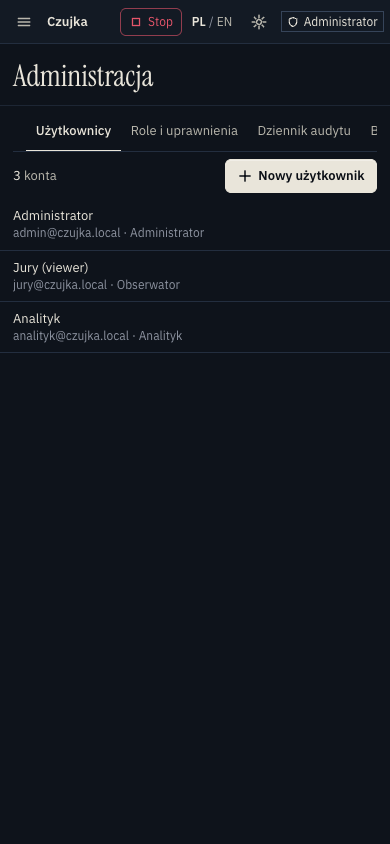 Czujka
Stop
PL / EN
Administrator
Administracja
Użytkownicy
Role i uprawnienia
Dziennik audytu
B
3 konta
Nowy użytkownik
Administrator
admin@czujka.local · Administrator
Jury (viewer)
jury@czujka.local · Obserwator
Analityk
analityk@czujka.local · Analityk